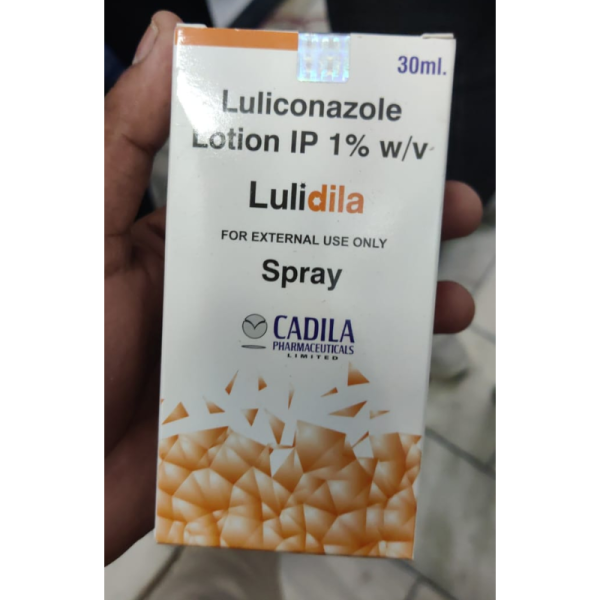 30ml.
Luliconazole
Lotion IP 1% w/v
Lulidila
FOR EXTERNAL USE ONLY
Spray
CADILA
PHARMACEUTICALS
LIMITED